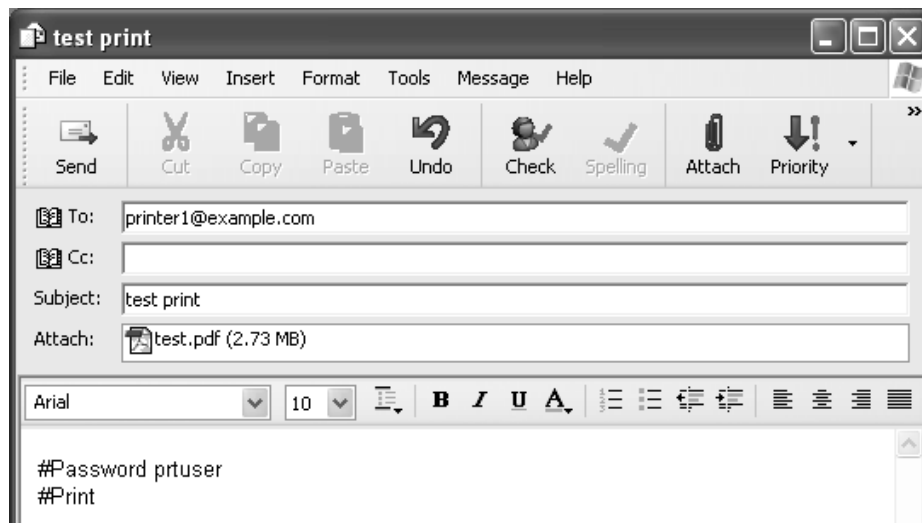 test print
File Edit View Insert Format Tools Message Help
»
Send Cut Copy Paste Undo Check Spelling Attach Priority
To: printer1@example.com
Cc:
Subject: test print
Attach: test.pdf (2.73 MB)
Arial 10 B I U A
#Password prtuser
#Print